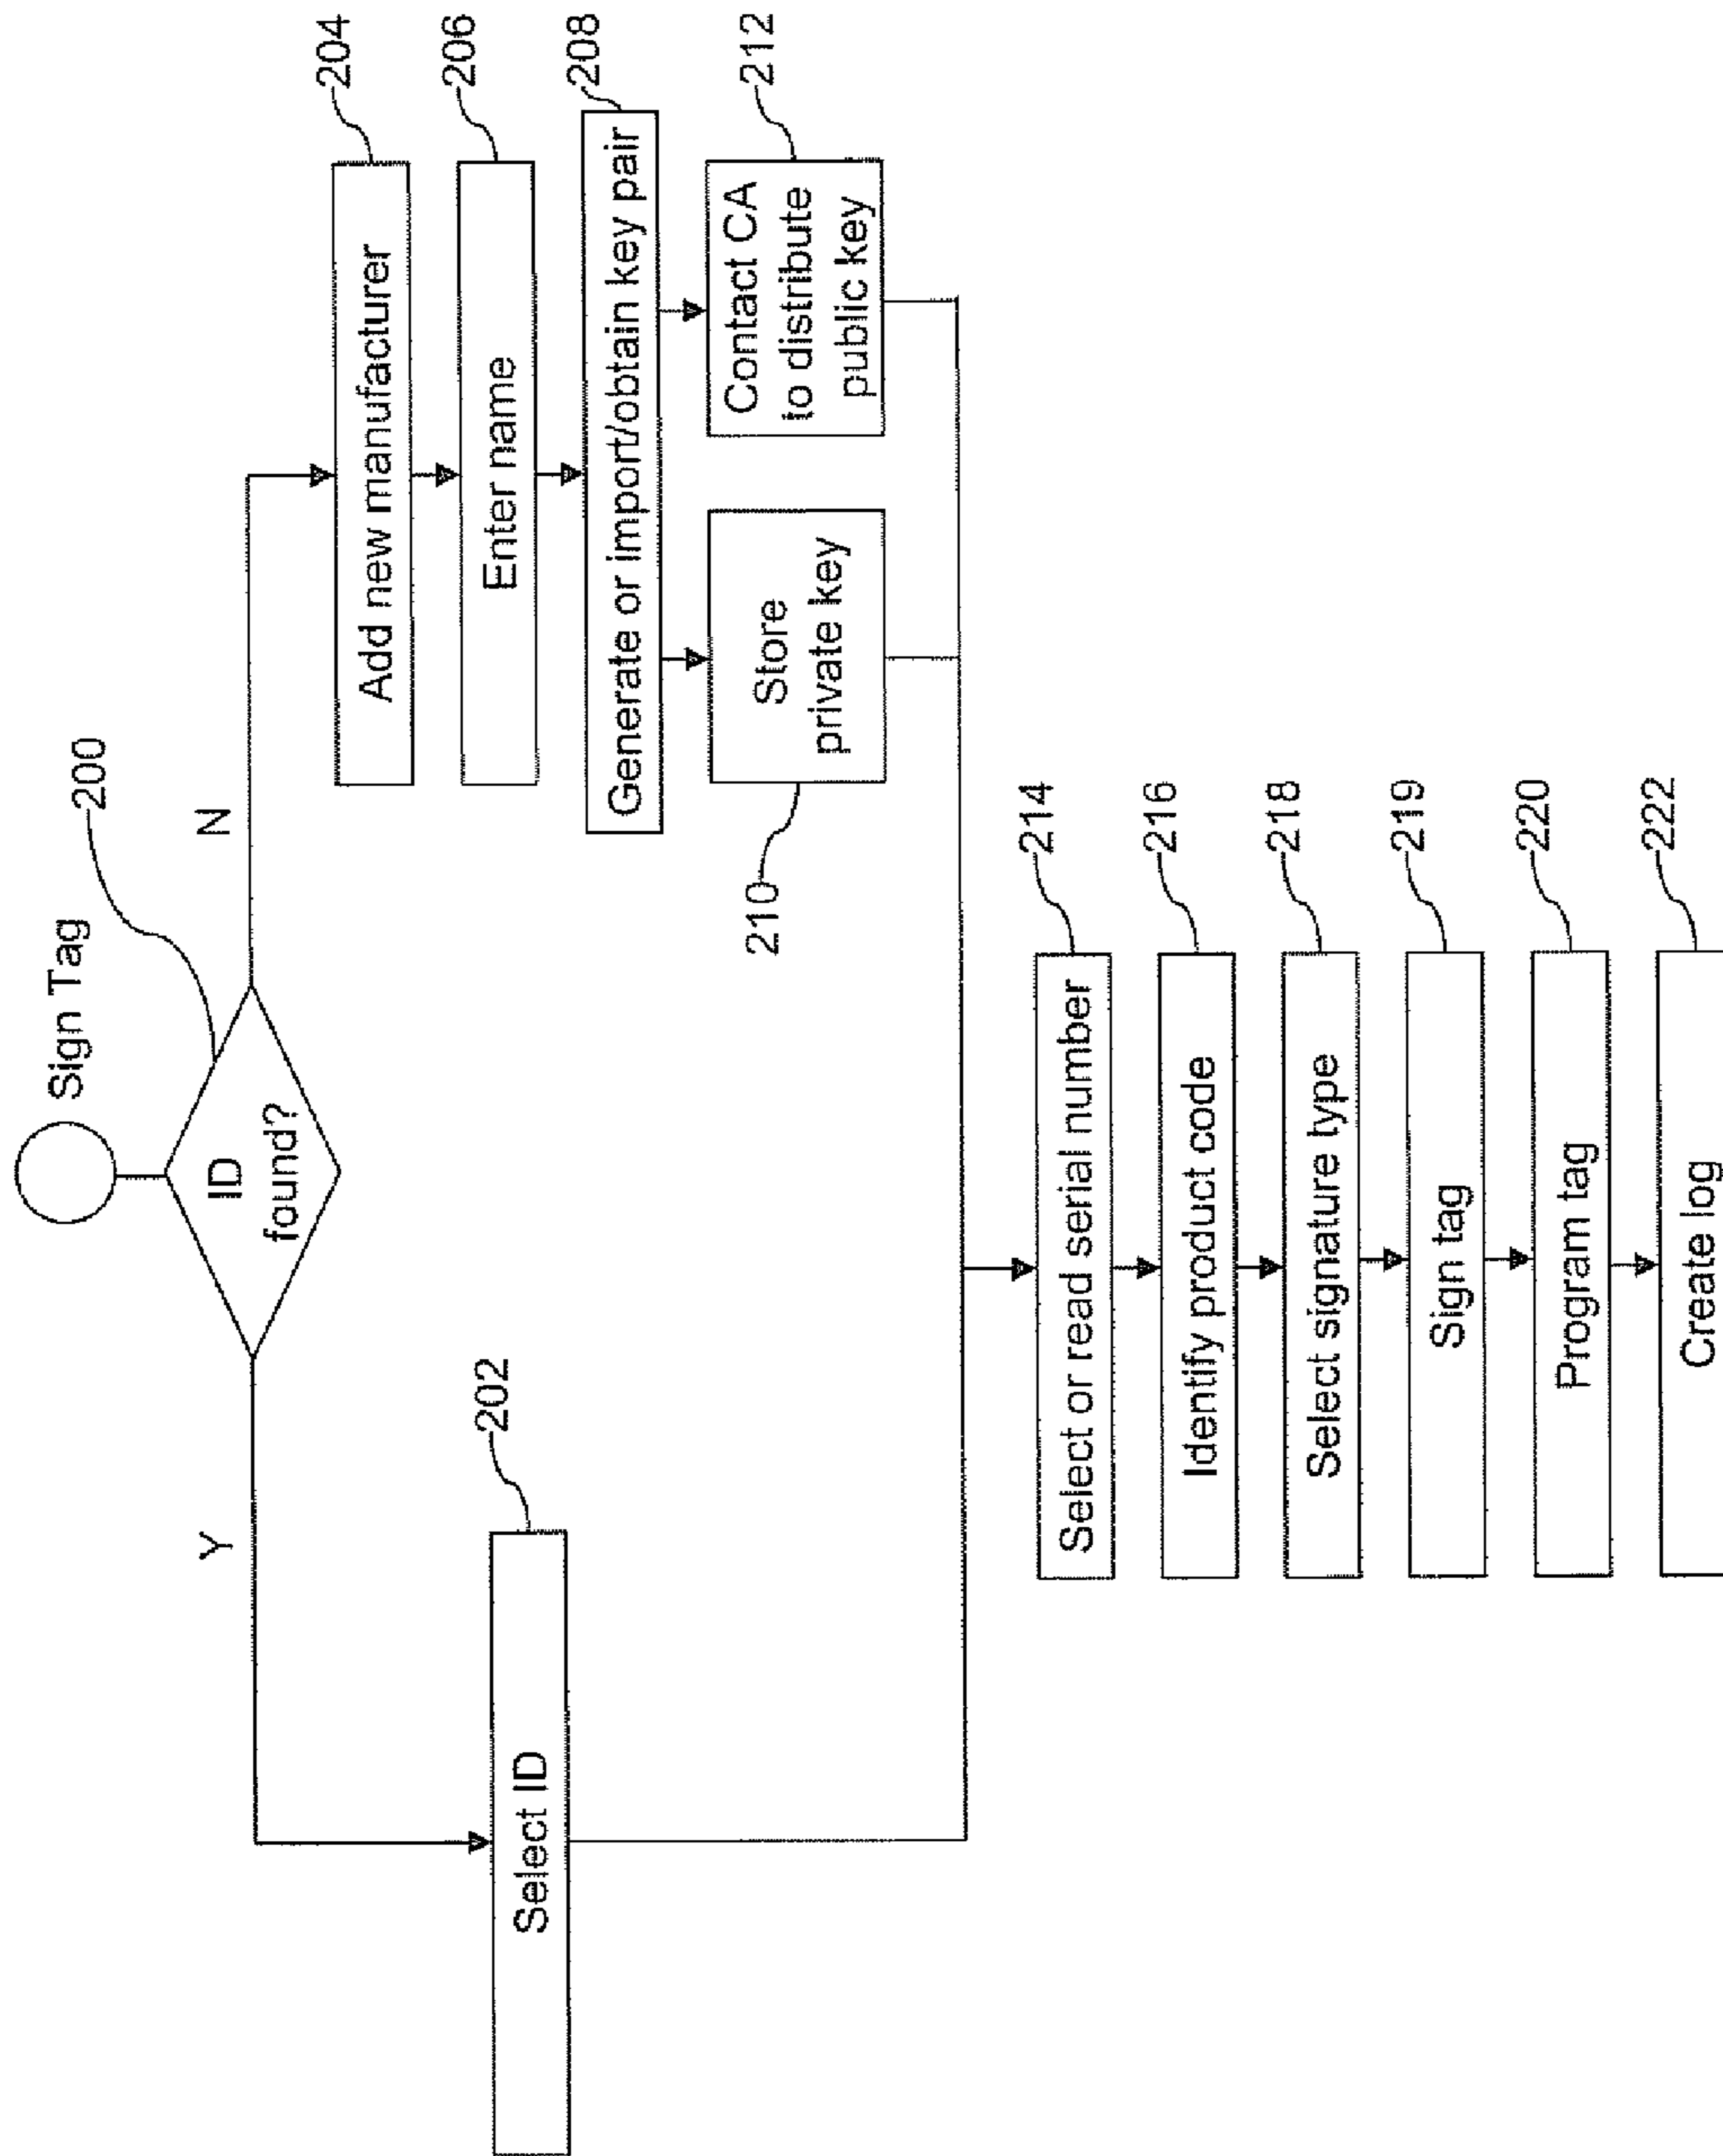 Sign Tag
200
ID
found?
Y
N
202
Select ID
204
Add new manufacturer
206
Enter name
208
Generate or import/obtain key pair
210
Store
private key
212
Contact CA
to distribute
public key
214
Select or read serial number
216
Identify product code
218
Select signature type
219
Sign tag
220
Program tag
222
Create log